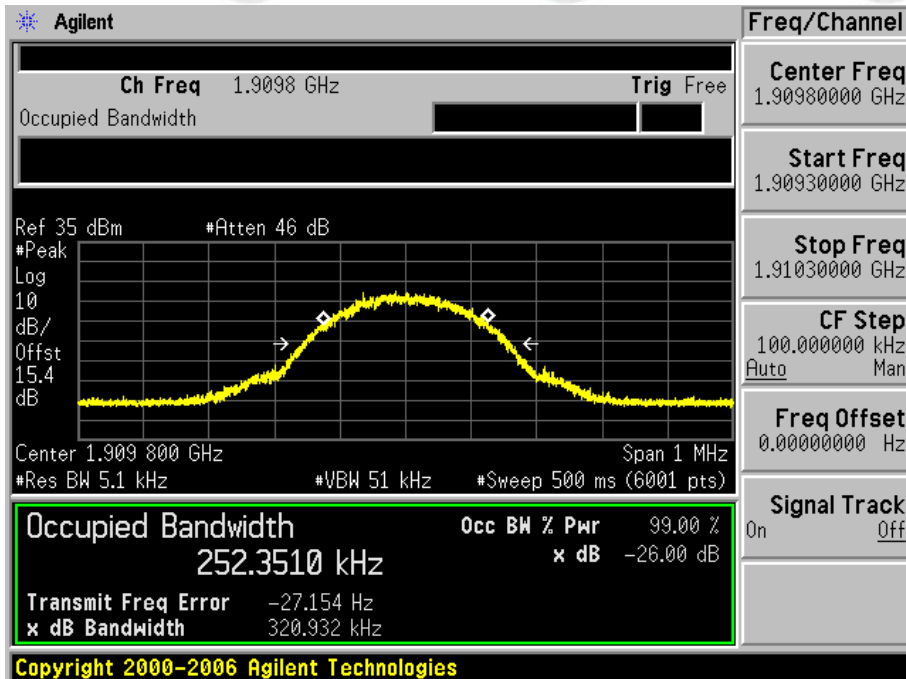 Agilent
Freq/Channel
Ch Freq 1.9098 GHz Trig Free
Occupied Bandwidth
Center Freq
1.90980000 GHz
Start Freq
1.90930000 GHz
Stop Freq
1.91030000 GHz
CF Step
100.000000 kHz
Auto Man
Freq Offset
0.00000000 Hz
Signal Track
On Off
Ref 35 dBm #Atten 46 dB
#Peak
Log
10
dB/
Offst
15.4
dB
Center 1.909 800 GHz Span 1 MHz
#Res BW 5.1 kHz #VBW 51 kHz #Sweep 500 ms (6001 pts)
Occupied Bandwidth Occ BW % Pwr 99.00 %
252.3510 kHz x dB -26.00 dB
Transmit Freq Error -27.154 Hz
x dB Bandwidth 320.932 kHz
Copyright 2000-2006 Agilent Technologies